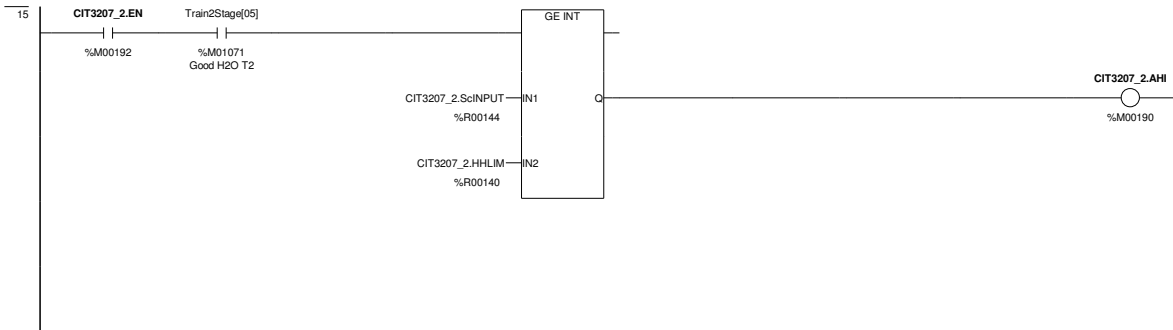 15
CIT3207_2.EN
Train2Stage[05]
GE INT
%M00192
%M01071
Good H2O T2
CIT3207_2.AHI
CIT3207_2.ScINPUT
IN1
Q
%R00144
%M00190
CIT3207_2.HHLIM
IN2
%R00140